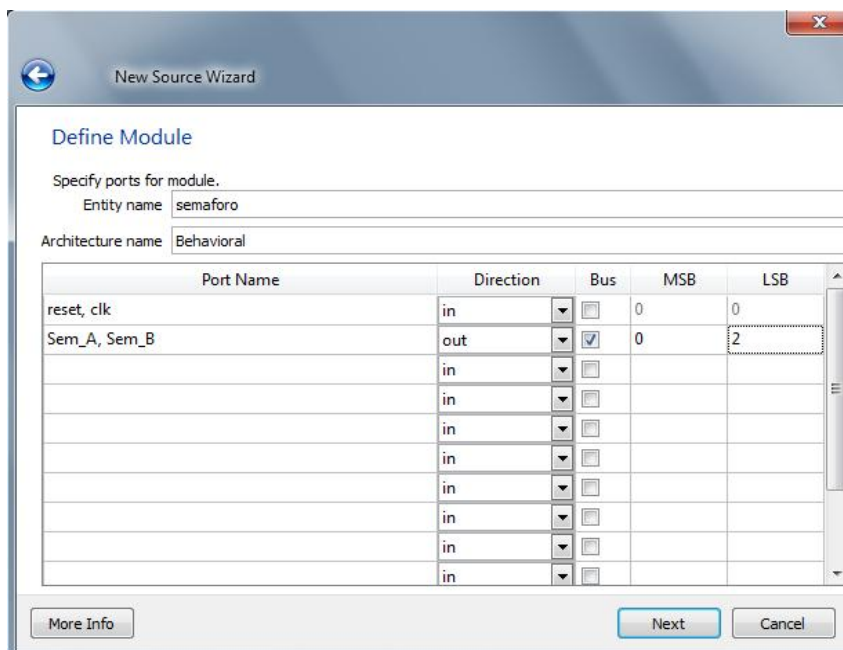 New Source Wizard
Define Module
Specify ports for module.
Entity name semaforo
Architecture name Behavioral
Port Name Direction Bus MSB LSB
reset, clk in 0 0
Sem_A, Sem_B out 0 2
in
in
in
in
in
in
in
in
More Info Next Cancel